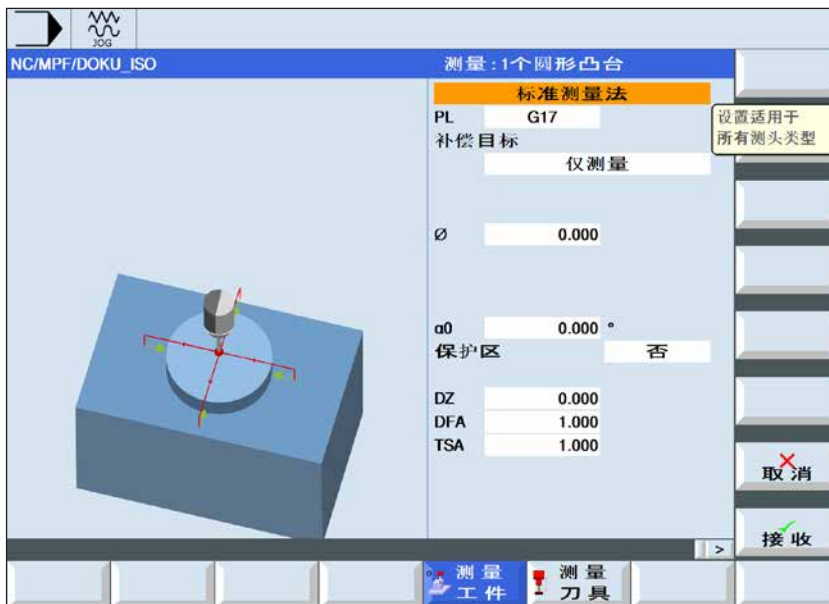 JOG
NC/MPF/DOKU_ISO
测量:1个圆形凸台
标准测量法
设置适用于
所有测头类型
PL G17
补偿目标
仅测量
Ø 0.000
α0 0.000 °
保护区 否
DZ 0.000
DFA 1.000
TSA 1.000
取消
接收
>
测量
工件
测量
刀具